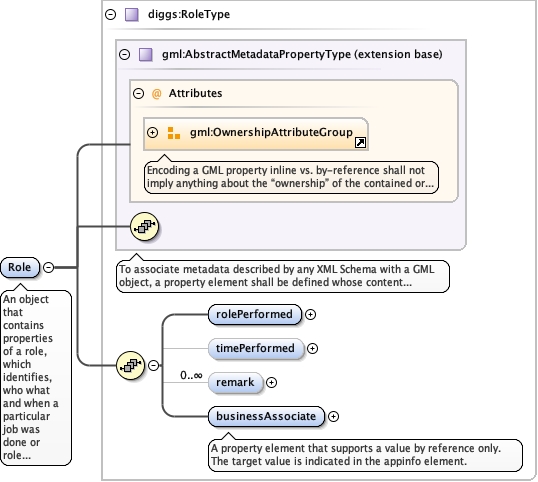 diggs:RoleType
gml:AbstractMetadataPropertyType (extension base)
@ Attributes
gml:OwnershipAttributeGroup
Encoding a GML property inline vs. by-reference shall not
imply anything about the “ownership” of the contained or...
To associate metadata described by any XML Schema with a GML
object, a property element shall be defined whose content...
Role
An object
that
contains
properties
of a role,
which
identifies,
who what
and when a
particular
job was
done or
role...
rolePerformed
timePerformed
0..∞
remark
businessAssociate
A property element that supports a value by reference only.
The target value is indicated in the appinfo element.